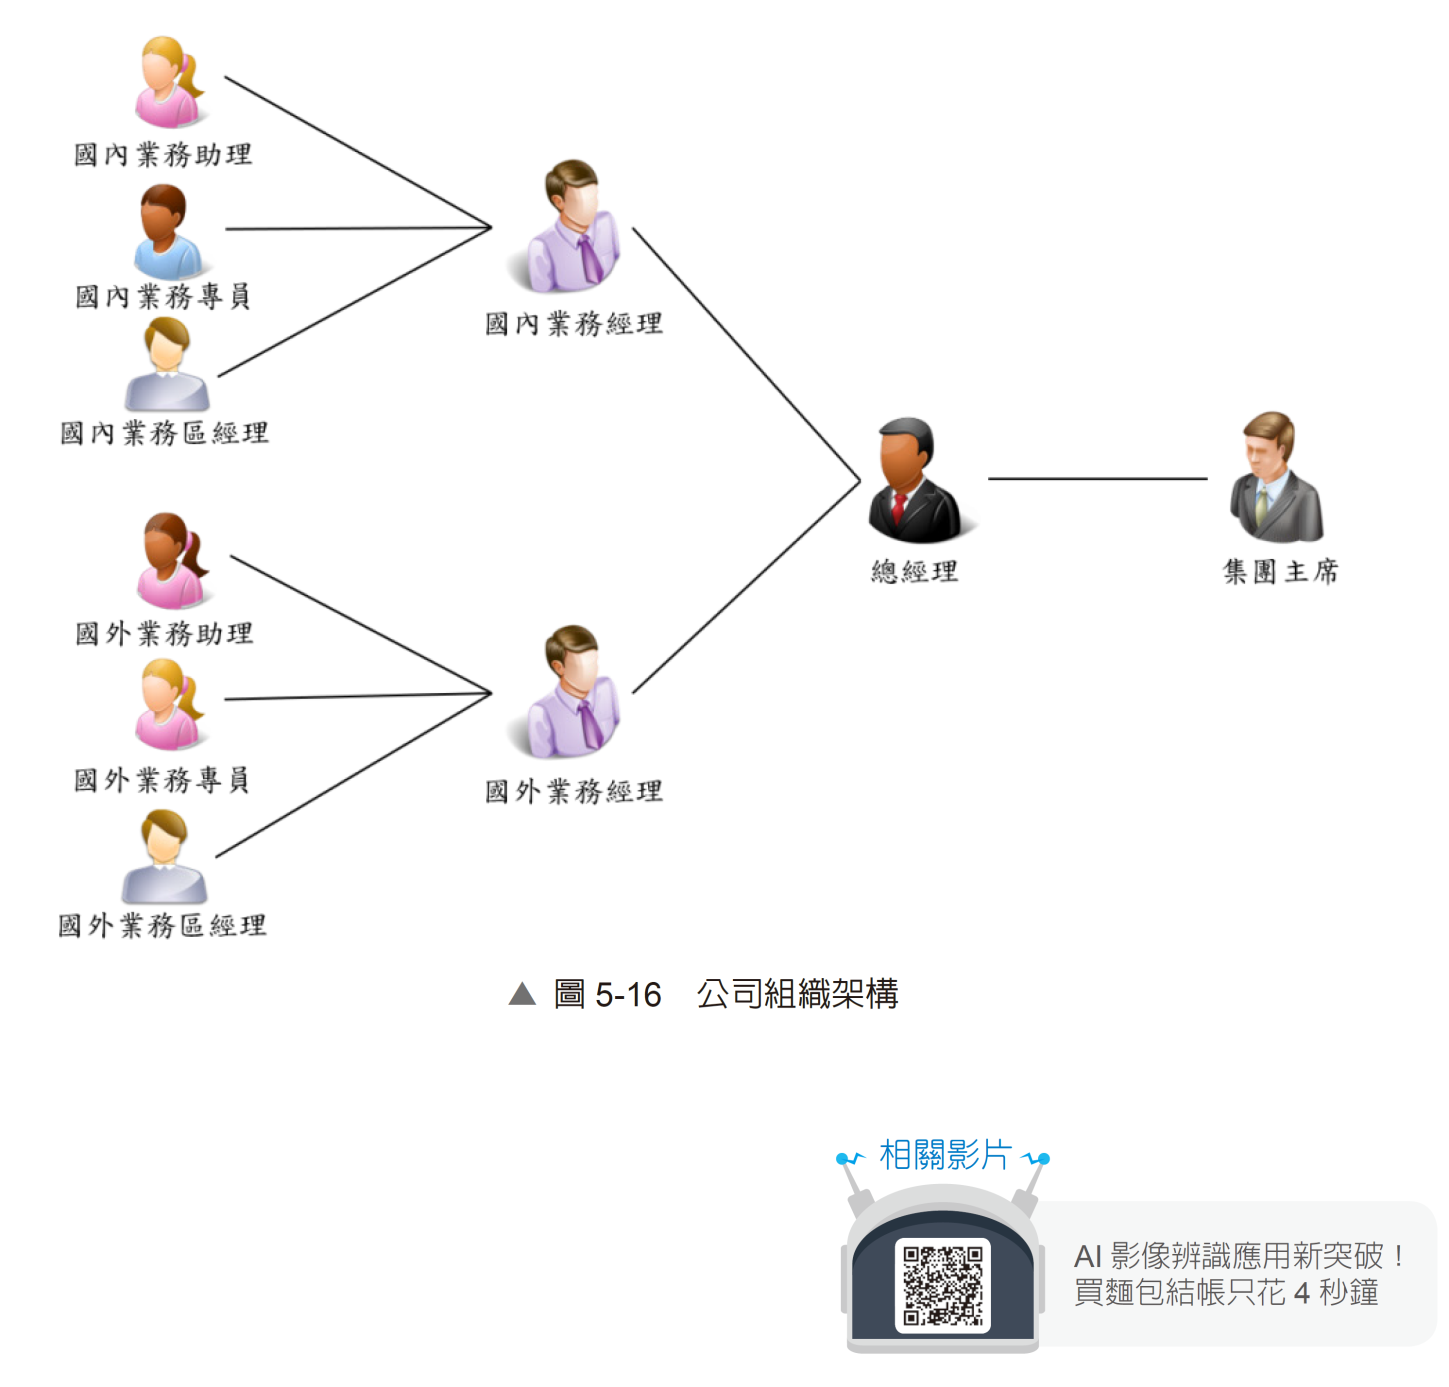 國內業務助理
國內業務專員
國內業務區經理
國內業務經理
總經理
集團主席
國外業務助理
國外業務專員
國外業務區經理
國外業務經理
▲ 圖 5-16 公司組織架構
相關影片
AI 影像辨識應用新突破！
買麵包結帳只花 4 秒鐘